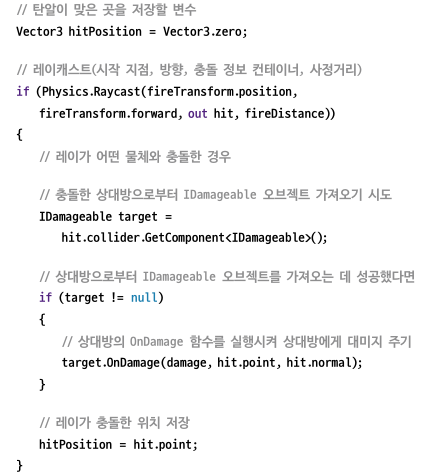 // 탄알이 맞은 곳을 저장할 변수
Vector3 hitPosition = Vector3.zero;
// 레이캐스트(시작 지점, 방향, 충돌 정보 컨테이너, 사정거리)
if (Physics.Raycast(fireTransform.position,
fireTransform.forward, out hit, fireDistance))
{
// 레이가 어떤 물체와 충돌한 경우
// 충돌한 상대방으로부터 IDamageable 오브젝트 가져오기 시도
IDamageable target =
hit.collider.GetComponent<IDamageable>();
// 상대방으로부터 IDamageable 오브젝트를 가져오는 데 성공했다면
if (target != null)
{
// 상대방의 OnDamage 함수를 실행시켜 상대방에게 대미지 주기
target.OnDamage(damage, hit.point, hit.normal);
}
// 레이가 충돌한 위치 저장
hitPosition = hit.point;
}